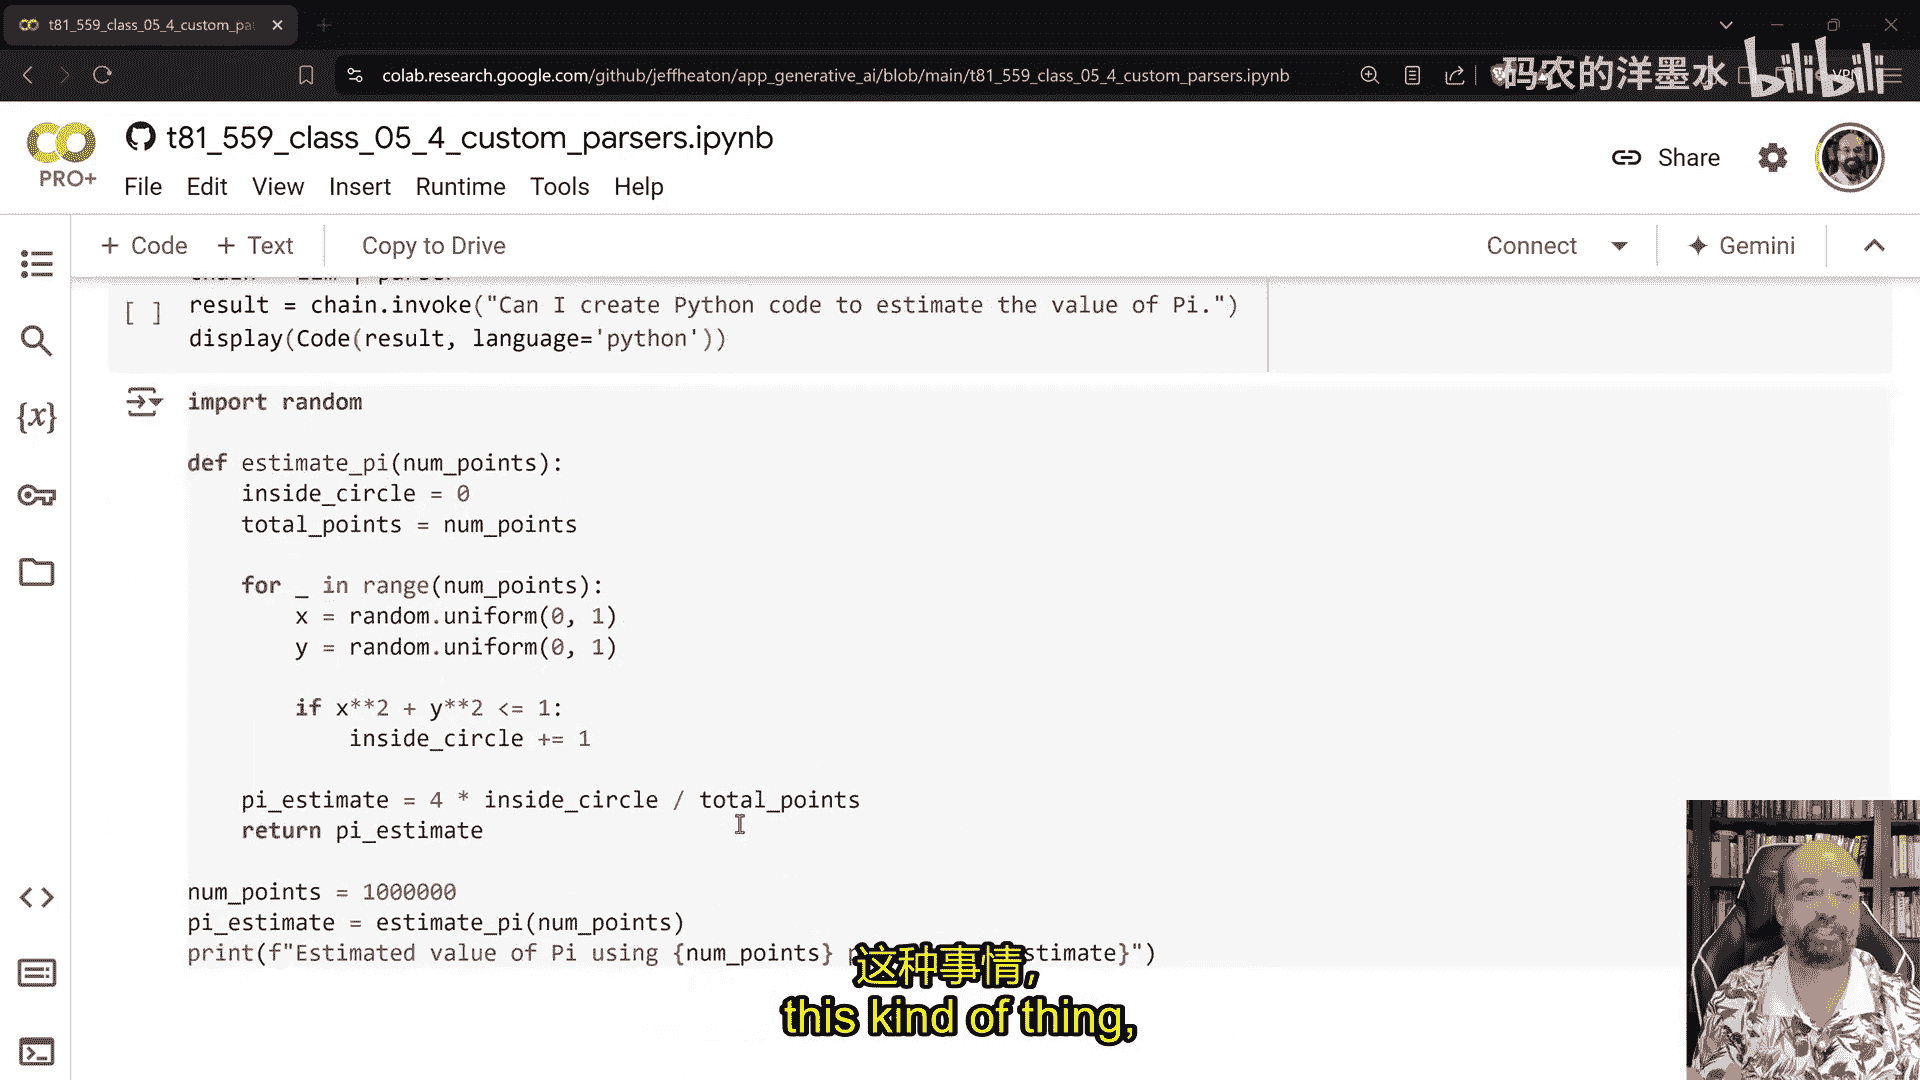 t81_559_class_05_4_custom_pa
colab.research.google.com/github/jeffheaton/app_generative_ai/blob/main/t81_559_class_05_4_custom_parsers.ipynb
码农的洋墨水 bilibili
VPN
PRO+
t81_559_class_05_4_custom_parsers.ipynb
Share
File Edit View Insert Runtime Tools Help
+ Code + Text Copy to Drive Connect Gemini
[ ] result = chain.invoke("Can I create Python code to estimate the value of Pi.")
display(Code(result, language='python'))
import random
def estimate_pi(num_points):
inside_circle = 0
total_points = num_points
for _ in range(num_points):
x = random.uniform(0, 1)
y = random.uniform(0, 1)
if x**2 + y**2 <= 1:
inside_circle += 1
pi_estimate = 4 * inside_circle / total_points
return pi_estimate
num_points = 1000000
pi_estimate = estimate_pi(num_points)
print(f"Estimated value of Pi using {num_points} stimate}")
这种事情,
this kind of thing,